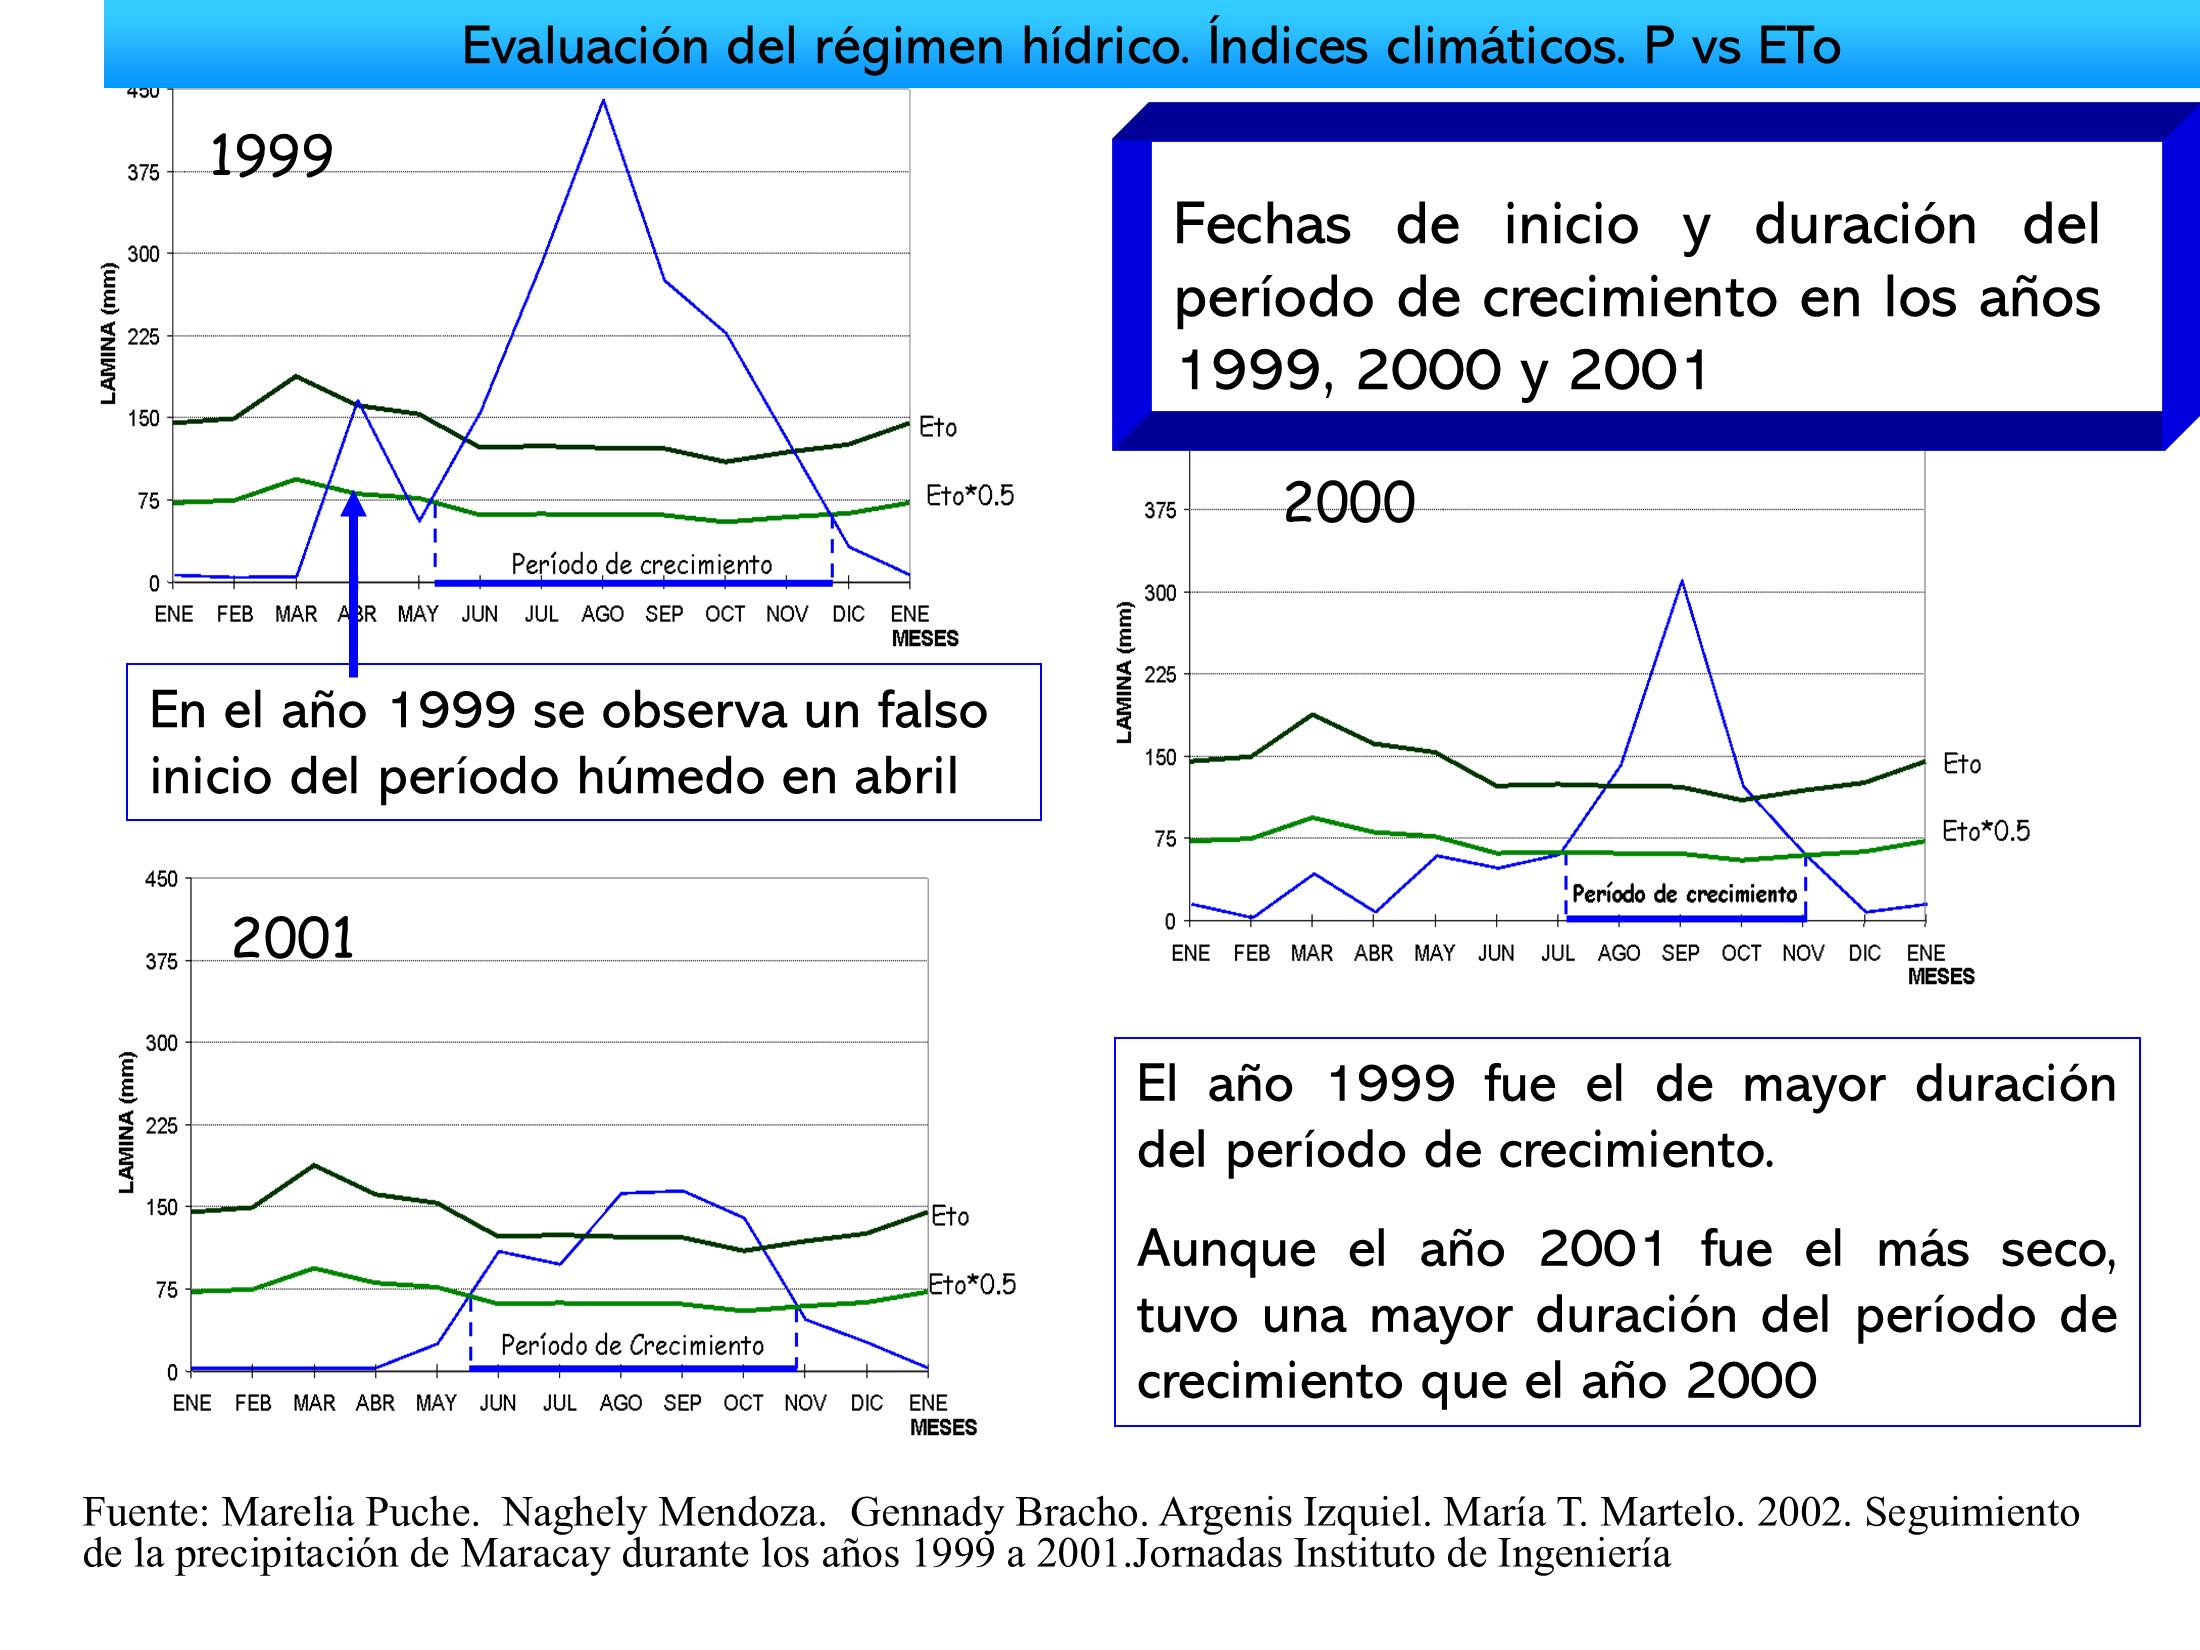 Evaluación del régimen hídrico. Índices climáticos. P vs ETo
450
1999
375
300
225
150
75
0
LAMINA (mm)
Eto
Eto*0.5
Período de crecimiento
ENE FEB MAR ABR MAY JUN JUL AGO SEP OCT NOV DIC ENE
MESES
Fechas de inicio y duración del
período de crecimiento en los años
1999, 2000 y 2001
En el año 1999 se observa un falso
inicio del período húmedo en abril
2000
375
300
225
150
75
0
LAMINA (mm)
Eto
Eto*0.5
Período de crecimiento
ENE FEB MAR ABR MAY JUN JUL AGO SEP OCT NOV DIC ENE
MESES
450
2001
375
300
225
150
75
0
LAMINA (mm)
Eto
Eto*0.5
Período de Crecimiento
ENE FEB MAR ABR MAY JUN JUL AGO SEP OCT NOV DIC ENE
MESES
El año 1999 fue el de mayor duración
del período de crecimiento.
Aunque el año 2001 fue el más seco,
tuvo una mayor duración del período de
crecimiento que el año 2000
Fuente: Marelia Puche.  Naghely Mendoza.  Gennady Bracho. Argenis Izquiel. María T. Martelo. 2002. Seguimiento
de la precipitación de Maracay durante los años 1999 a 2001.Jornadas Instituto de Ingeniería